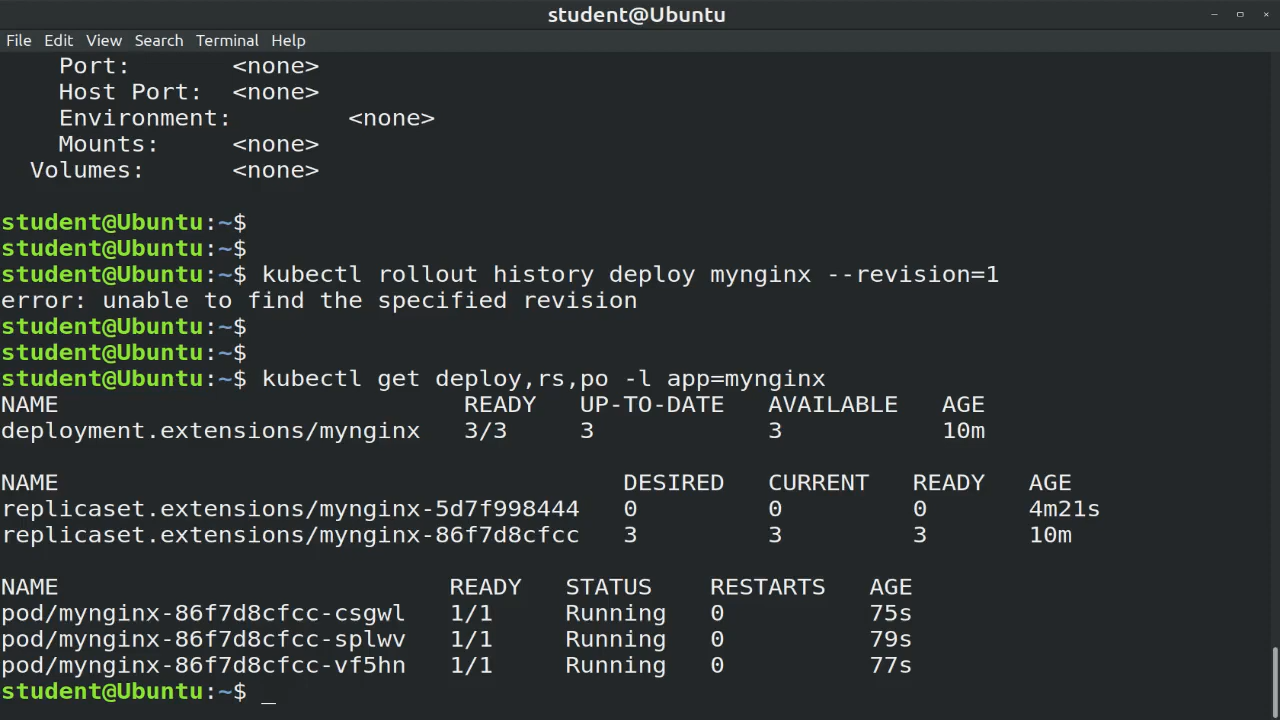 student@Ubuntu
File Edit View Search Terminal Help
Port: <none>
Host Port: <none>
Environment: <none>
Mounts: <none>
Volumes: <none>
student@Ubuntu:~$
student@Ubuntu:~$
student@Ubuntu:~$ kubectl rollout history deploy mynginx --revision=1
error: unable to find the specified revision
student@Ubuntu:~$
student@Ubuntu:~$
student@Ubuntu:~$ kubectl get deploy,rs,po -l app=mynginx
NAME READY UP-TO-DATE AVAILABLE AGE
deployment.extensions/mynginx 3/3 3 3 10m
NAME DESIRED CURRENT READY AGE
replicaset.extensions/mynginx-5d7f998444 0 0 0 4m21s
replicaset.extensions/mynginx-86f7d8cfcc 3 3 3 10m
NAME READY STATUS RESTARTS AGE
pod/mynginx-86f7d8cfcc-csgwl 1/1 Running 0 75s
pod/mynginx-86f7d8cfcc-splwv 1/1 Running 0 79s
pod/mynginx-86f7d8cfcc-vf5hn 1/1 Running 0 77s
student@Ubuntu:~$ _